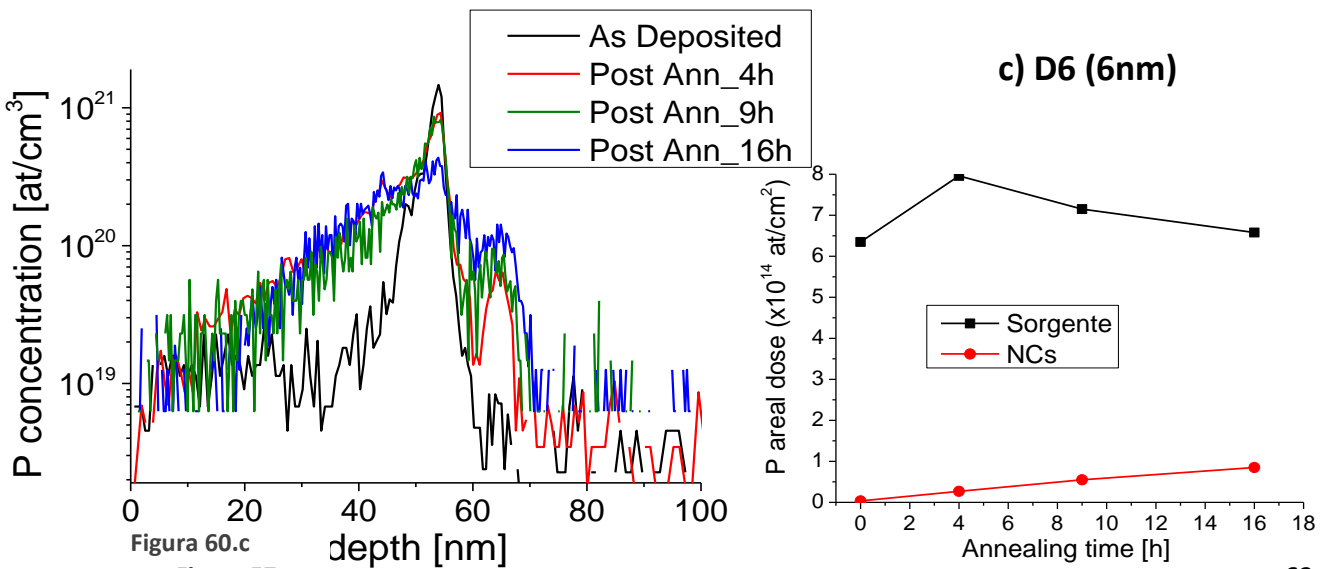 As Deposited
Post Ann_4h
Post Ann_9h
Post Ann_16h
P concentration [at/cm³]
10²¹
10²⁰
10¹⁹
0 20 40 60 80 100
depth [nm]
Figura 60.c
c) D6 (6nm)
P areal dose (x10¹⁴ at/cm²)
8
7
6
5
4
3
2
1
0
Sorgente
NCs
0 2 4 6 8 10 12 14 16 18
Annealing time [h]